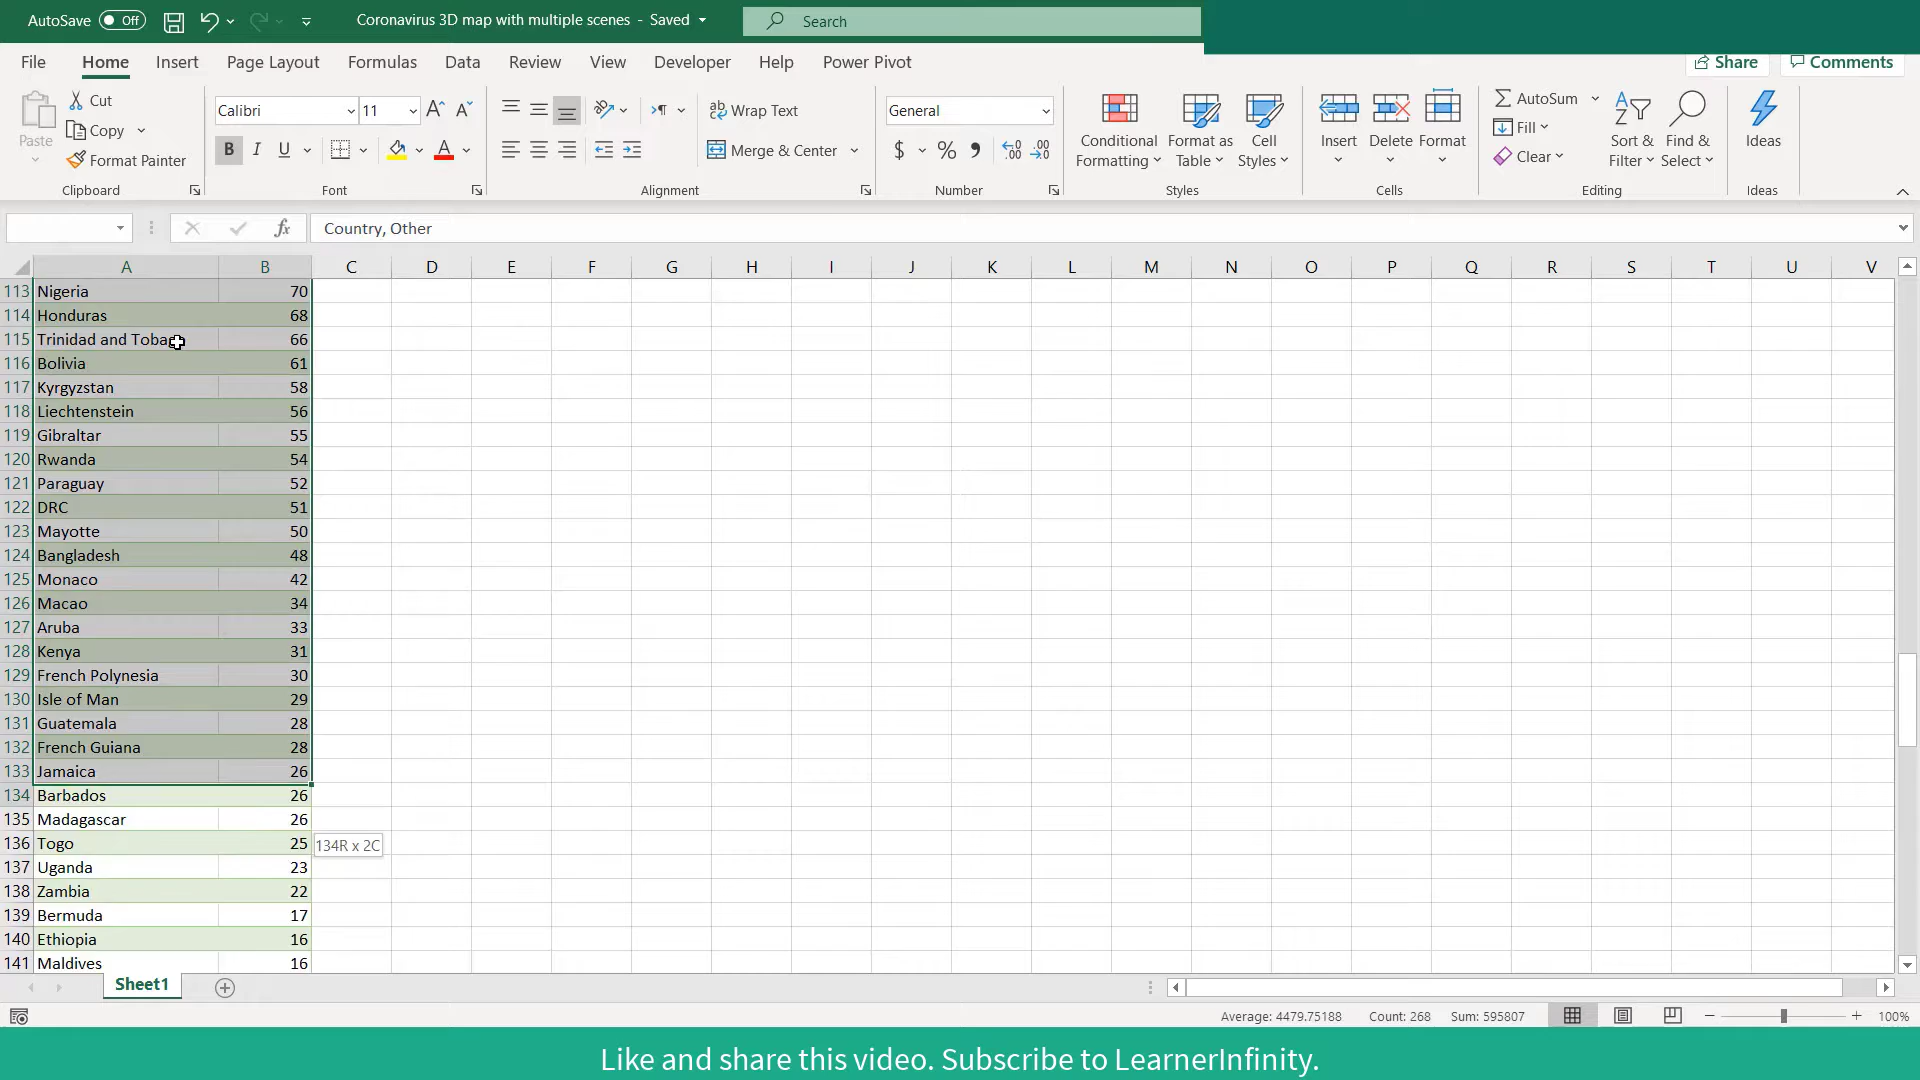 AutoSave Off Coronavirus 3D map with multiple scenes - Saved Search
File Home Insert Page Layout Formulas Data Review View Developer Help Power Pivot Share Comments
Paste
Cut
Copy
Format Painter
Clipboard
Calibri 11
B I U
Font
Wrap Text
Merge & Center
Alignment
General
$ % ,
Number
Conditional Formatting
Format as Table
Cell Styles
Styles
Insert
Delete
Format
Cells
AutoSum
Fill
Clear
Sort & Filter
Find & Select
Editing
Ideas
Ideas
fx Country, Other
A B C D E F G H I J K L M N O P Q R S T U V
113 Nigeria 70
114 Honduras 68
115 Trinidad and Toba 66
116 Bolivia 61
117 Kyrgyzstan 58
118 Liechtenstein 56
119 Gibraltar 55
120 Rwanda 54
121 Paraguay 52
122 DRC 51
123 Mayotte 50
124 Bangladesh 48
125 Monaco 42
126 Macao 34
127 Aruba 33
128 Kenya 31
129 French Polynesia 30
130 Isle of Man 29
131 Guatemala 28
132 French Guiana 28
133 Jamaica 26
134 Barbados 26
135 Madagascar 26
136 Togo 25 134R x 2C
137 Uganda 23
138 Zambia 22
139 Bermuda 17
140 Ethiopia 16
141 Maldives 16
Sheet1
Average: 4479.75188 Count: 268 Sum: 595807 100%
Like and share this video. Subscribe to LearnerInfinity.